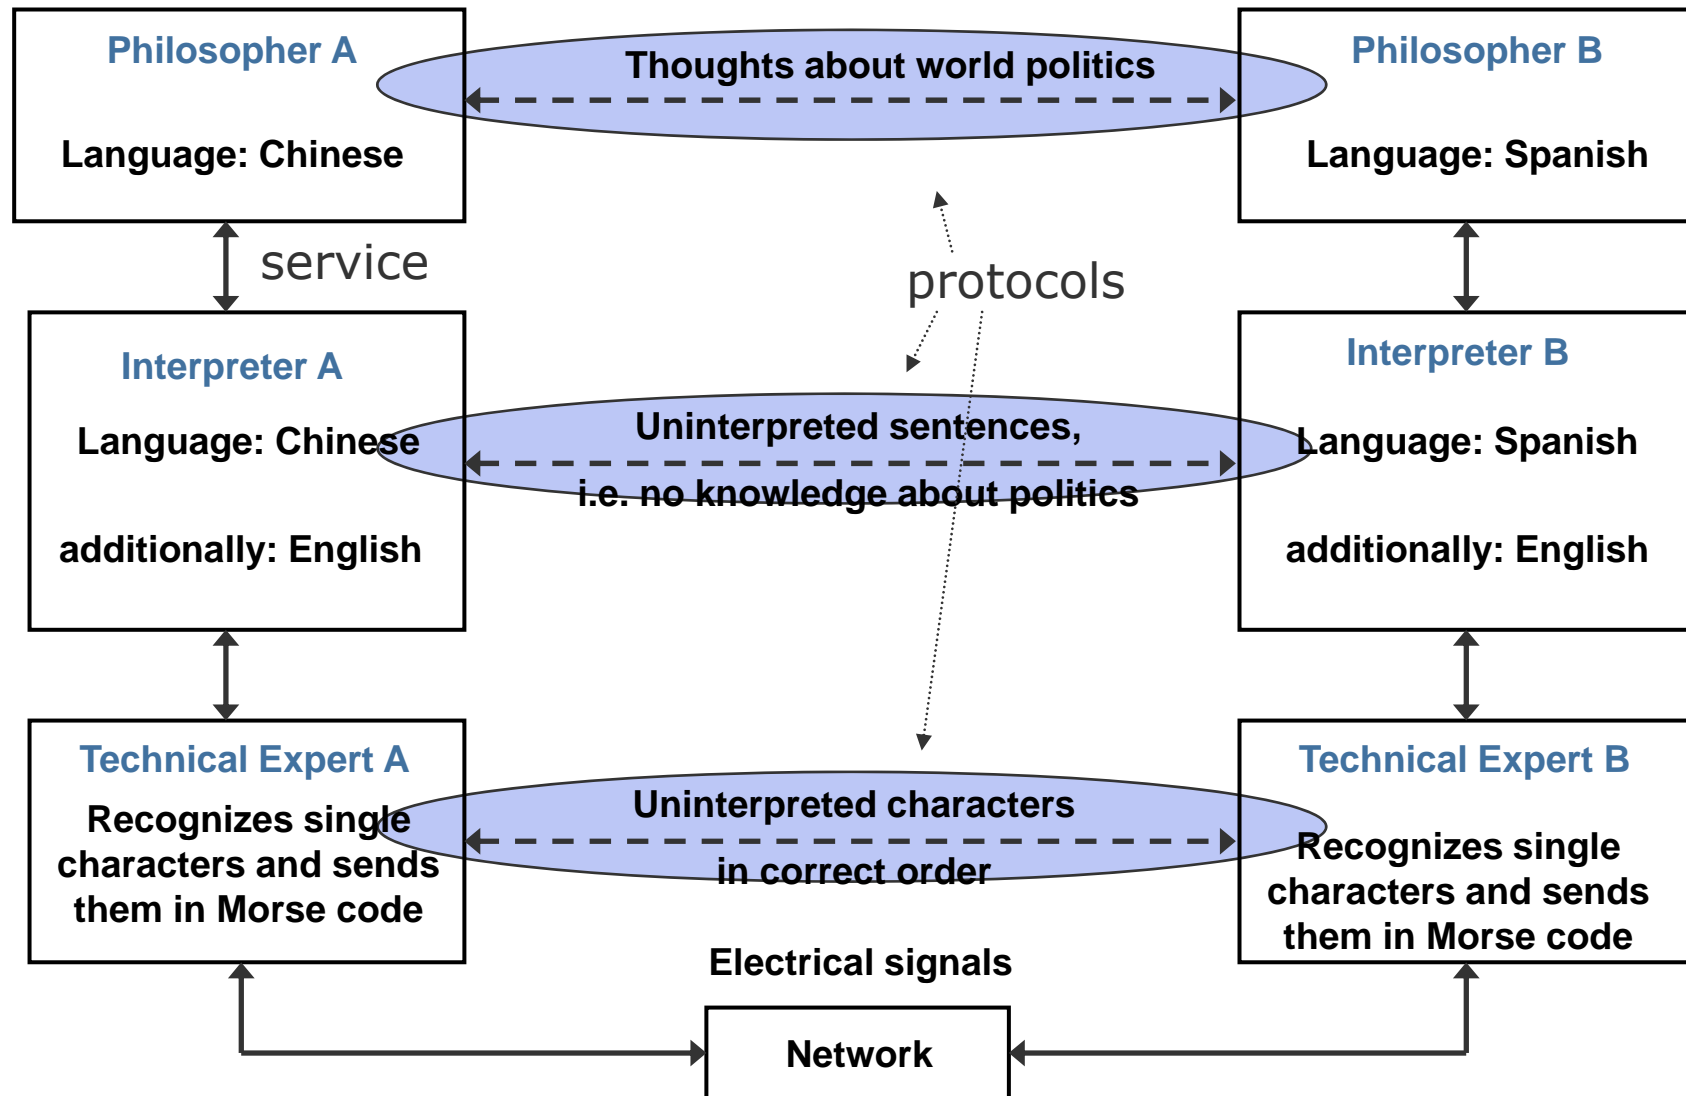 Philosopher A
Thoughts about world politics
Philosopher B
Language: Chinese
Language: Spanish
service
protocols
Interpreter A
Interpreter B
Language: Chinese
Uninterpreted sentences,
Language: Spanish
i.e. no knowledge about politics
additionally: English
additionally: English
Technical Expert A
Technical Expert B
Recognizes single
characters and sends
them in Morse code
Uninterpreted characters
in correct order
Recognizes single
characters and sends
them in Morse code
Electrical signals
Network